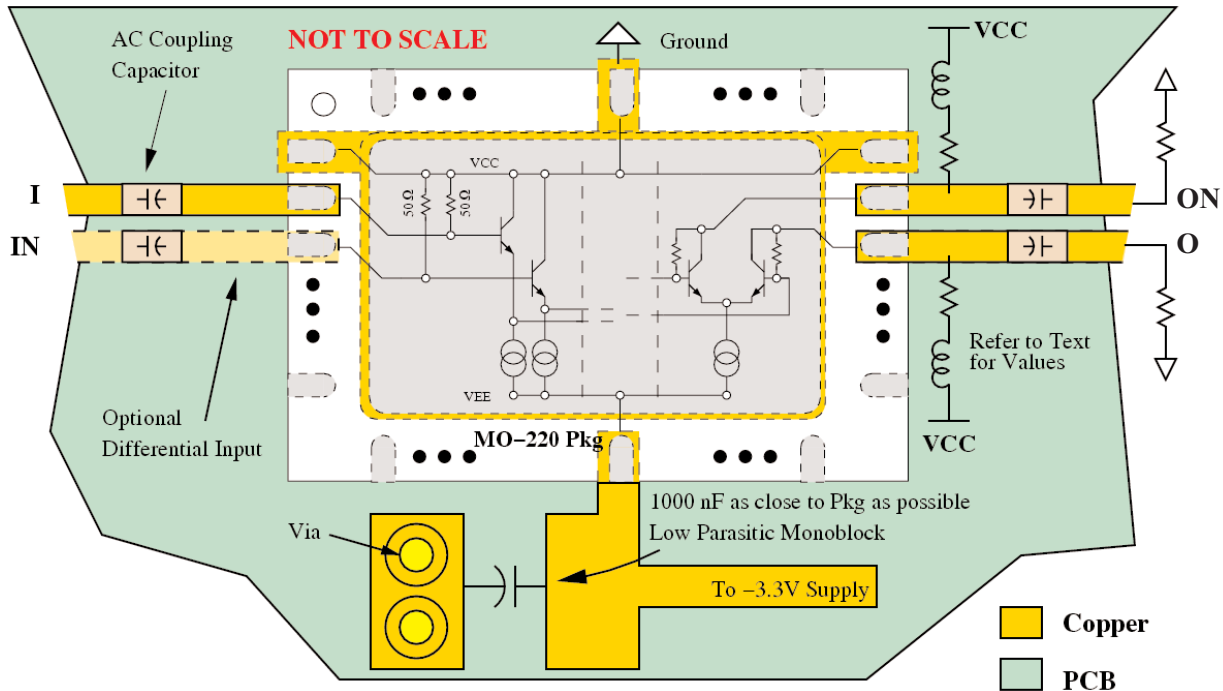 AC Coupling
Capacitor
NOT TO SCALE
Ground
VCC
I
IN
VCC
50 Ω
50 Ω
ON
O
Refer to Text
for Values
VEE
Optional
Differential Input
MO−220 Pkg
VCC
1000 nF as close to Pkg as possible
Low Parasitic Monoblock
Via
To −3.3V Supply
Copper
PCB